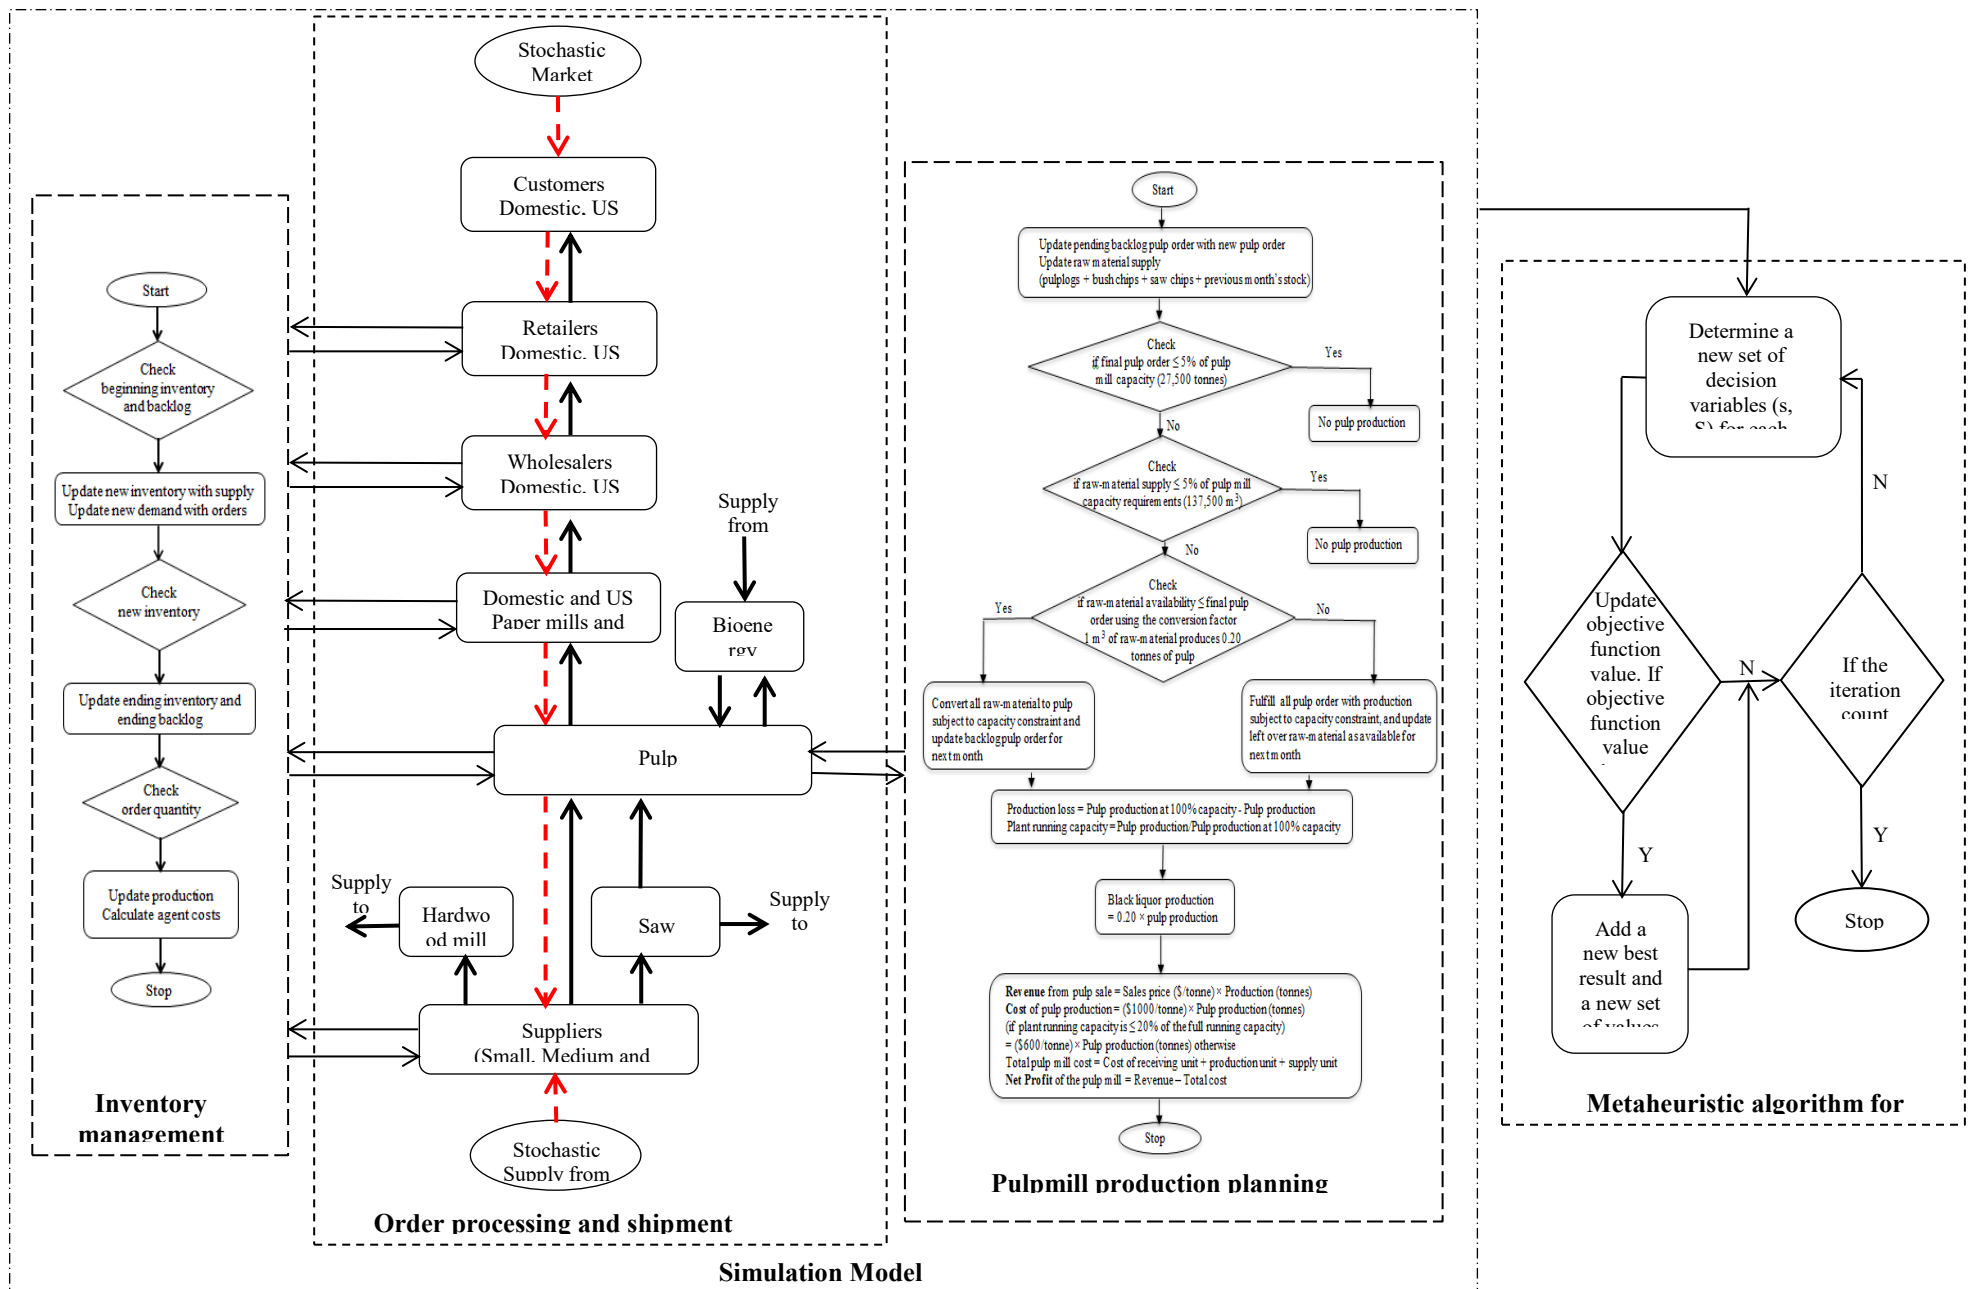 Stochastic
Market
Customers
Domestic, US
Retailers
Domestic, US
Wholesalers
Domestic, US
Supply
from
Domestic and US
Paper mills and
Bioene
rgy
Pulp
Supply
to
Hardwo
od mill
Saw
Supply
to
Suppliers
(Small, Medium and
Stochastic
Supply from
Order processing and shipment
Start
Check
beginning inventory
and backlog
Update new inventory with supply
Update new demand with orders
Check
new inventory
Update ending inventory and
ending backlog
Check
order quantity
Update production
Calculate agent costs
Stop
Inventory
management
Start
Update pending backlog pulp order with new pulp order
Update raw material supply
(pulplogs + bush chips + saw chips + previous month's stock)
Check
if final pulp order ≤ 5% of pulp
mill capacity (27,500 tonnes)
Yes
No pulp production
No
Check
if raw-material supply ≤ 5% of pulp mill
capacity requirements (137,500 m³)
Yes
No pulp production
No
Check
if raw-material availability ≤ final pulp
order using the conversion factor
1 m³ of raw-material produces 0.20
tonnes of pulp
Yes
No
Convert all raw-material to pulp
subject to capacity constraint and
update backlog pulp order for
next month
Fulfill all pulp order with production
subject to capacity constraint, and update
left over raw-material as available for
next month
Production loss = Pulp production at 100% capacity - Pulp production
Plant running capacity = Pulp production/Pulp production at 100% capacity
Black liquor production
= 0.20 × pulp production
Revenue from pulp sale = Sales price ($/tonne) × Production (tonnes)
Cost of pulp production = ($1000/tonne) × Pulp production (tonnes)
(if plant running capacity is ≤ 20% of the full running capacity)
= ($600/tonne) × Pulp production (tonnes) otherwise
Total pulp mill cost = Cost of receiving unit + production unit + supply unit
Net Profit of the pulp mill = Revenue – Total cost
Stop
Pulpmill production planning
Simulation Model
Determine a
new set of
decision
variables (s,
S) for each
N
Update
objective
function
value. If
objective
function
value
N
If the
iteration
count
Y
Y
Add a
new best
result and
a new set
of values
Stop
Metaheuristic algorithm for